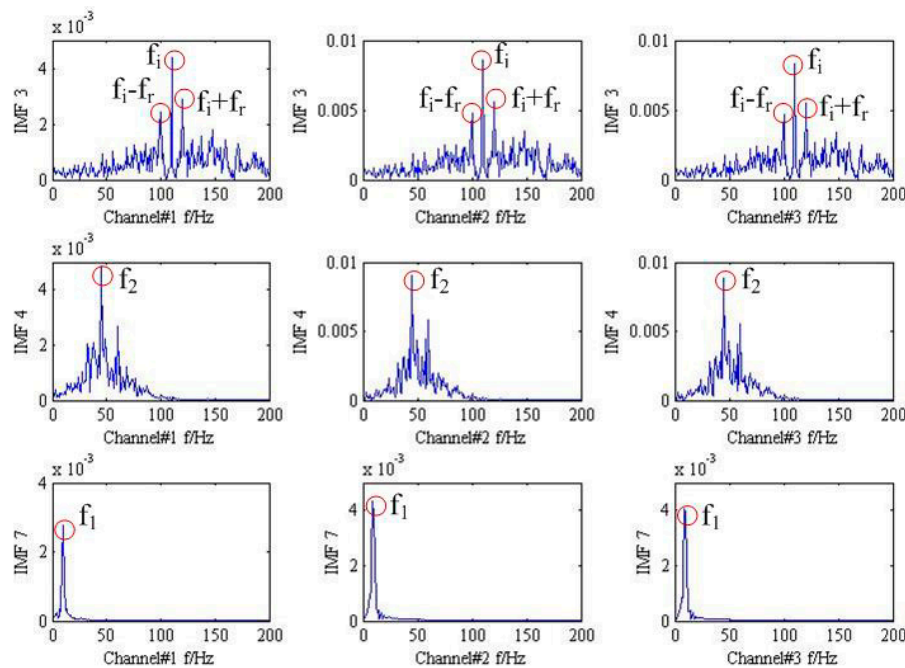 x 10⁻³
4
2
0
IMF 3
fᵢ
fᵢ-fᵣ
fᵢ+fᵣ
0 50 100 150 200
Channel#1 f/Hz
0.01
0.005
0
IMF 3
fᵢ
fᵢ-fᵣ
fᵢ+fᵣ
0 50 100 150 200
Channel#2 f/Hz
0.01
0.005
0
IMF 3
fᵢ
fᵢ-fᵣ
fᵢ+fᵣ
0 50 100 150 200
Channel#3 f/Hz
x 10⁻³
4
2
0
IMF 4
f₂
0 50 100 150 200
Channel#1 f/Hz
0.01
0.005
0
IMF 4
f₂
0 50 100 150 200
Channel#2 f/Hz
0.01
0.005
0
IMF 4
f₂
0 50 100 150 200
Channel#3 f/Hz
x 10⁻³
4
2
0
IMF 7
f₁
0 50 100 150 200
Channel#1 f/Hz
x 10⁻³
4
2
0
IMF 7
f₁
0 50 100 150 200
Channel#2 f/Hz
x 10⁻³
4
2
0
IMF 7
f₁
0 50 100 150 200
Channel#3 f/Hz